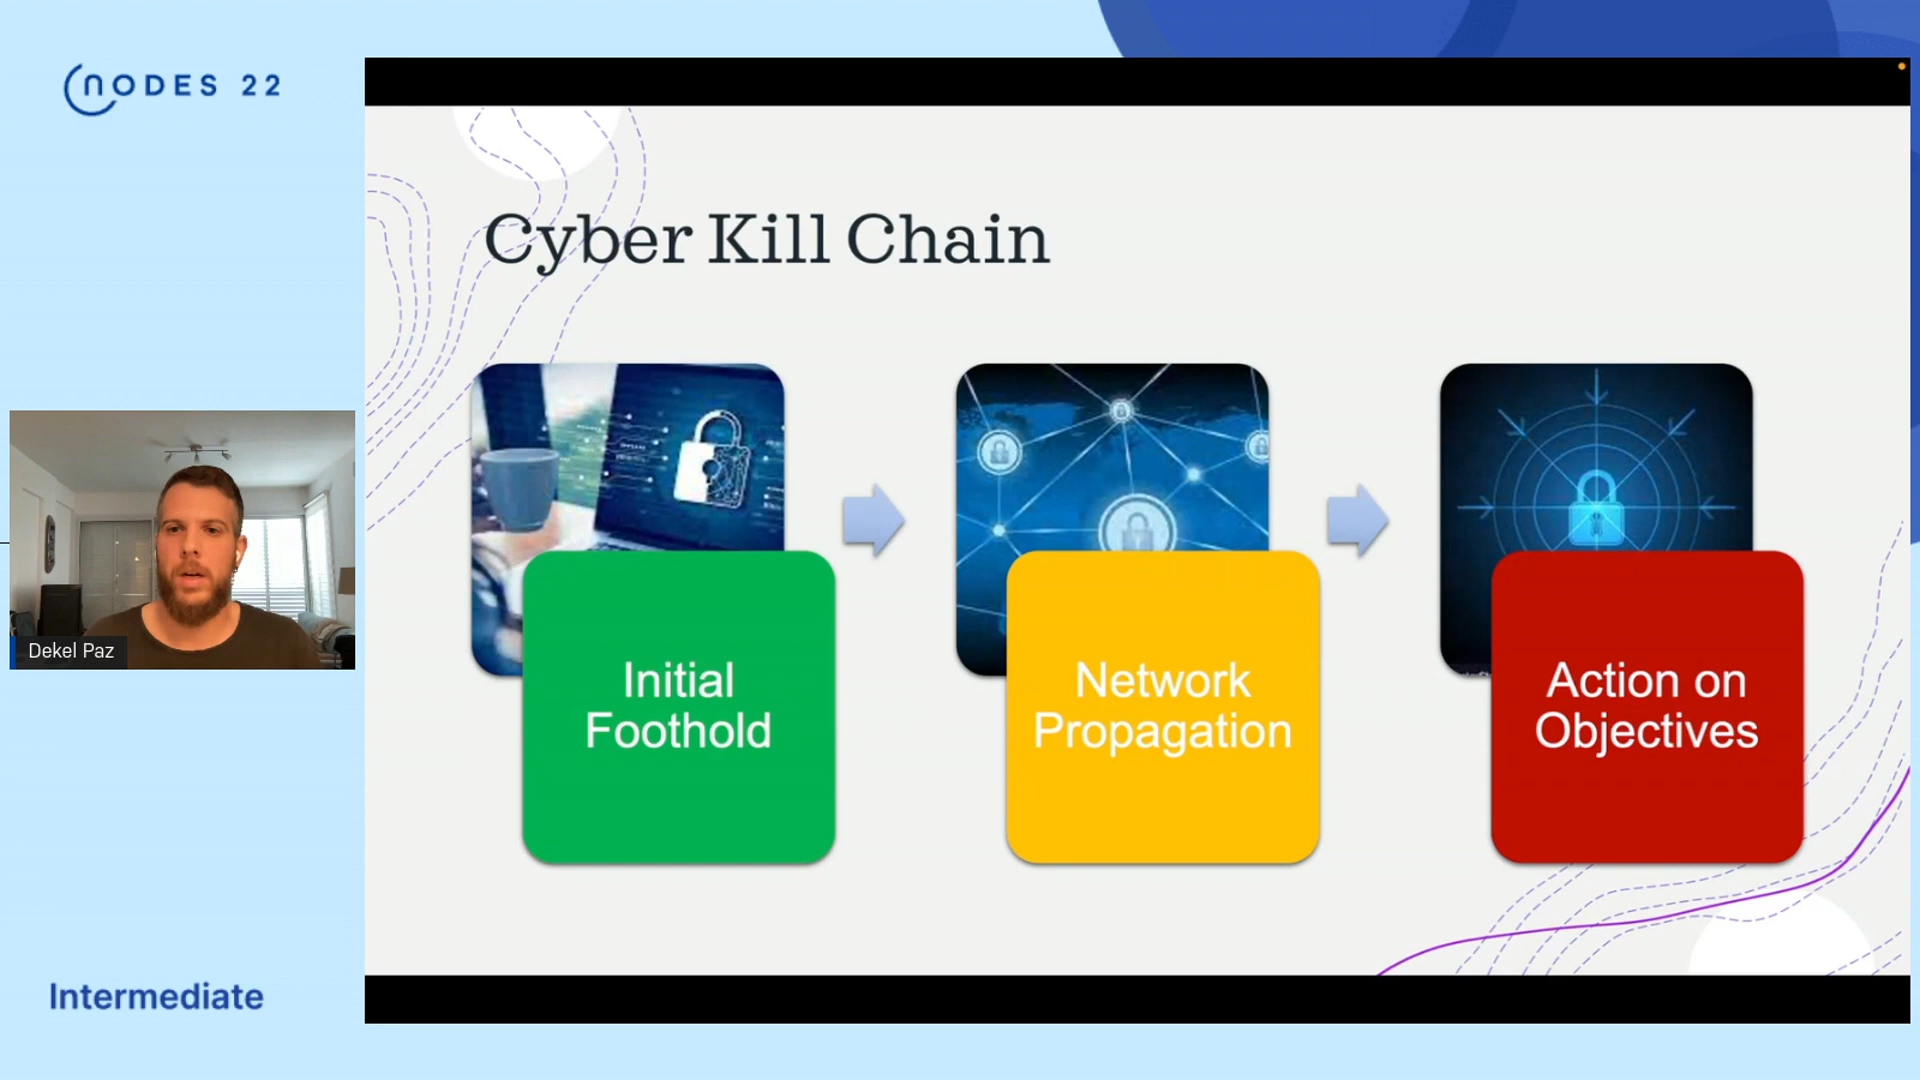 NODES 22
Cyber Kill Chain
Initial
Foothold
Network
Propagation
Action on
Objectives
Dekel Paz
Intermediate